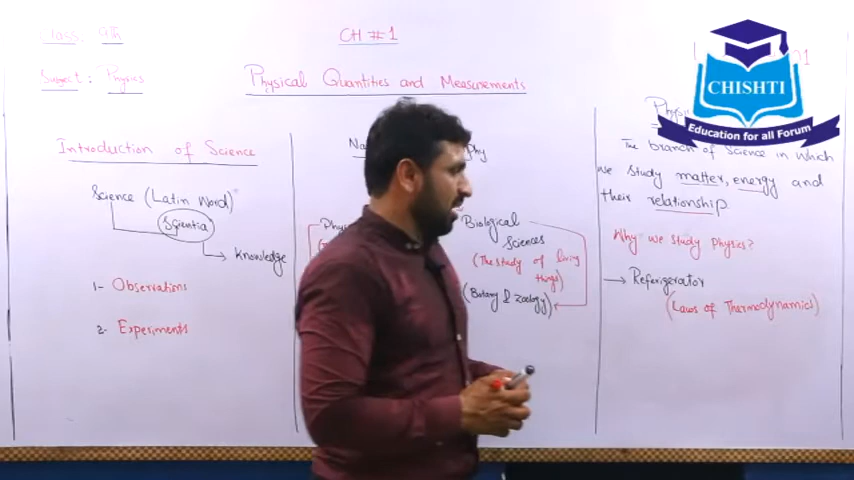 Class: 9th
CH # 1
Subject: Physics
Physical Quantities and Measurements
CHISHTI
Education for all Forum
Introduction of Science
Science (Latin Word)
Scientia
Knowledge
1- Observations
2- Experiments
Biological
Sciences
(The study of living
things)
(Botany & Zoology)
The branch of Science in which
we study matter, energy and
their relationship.
Why we study Physics?
Referigerator
(Laws of Thermodynamics)